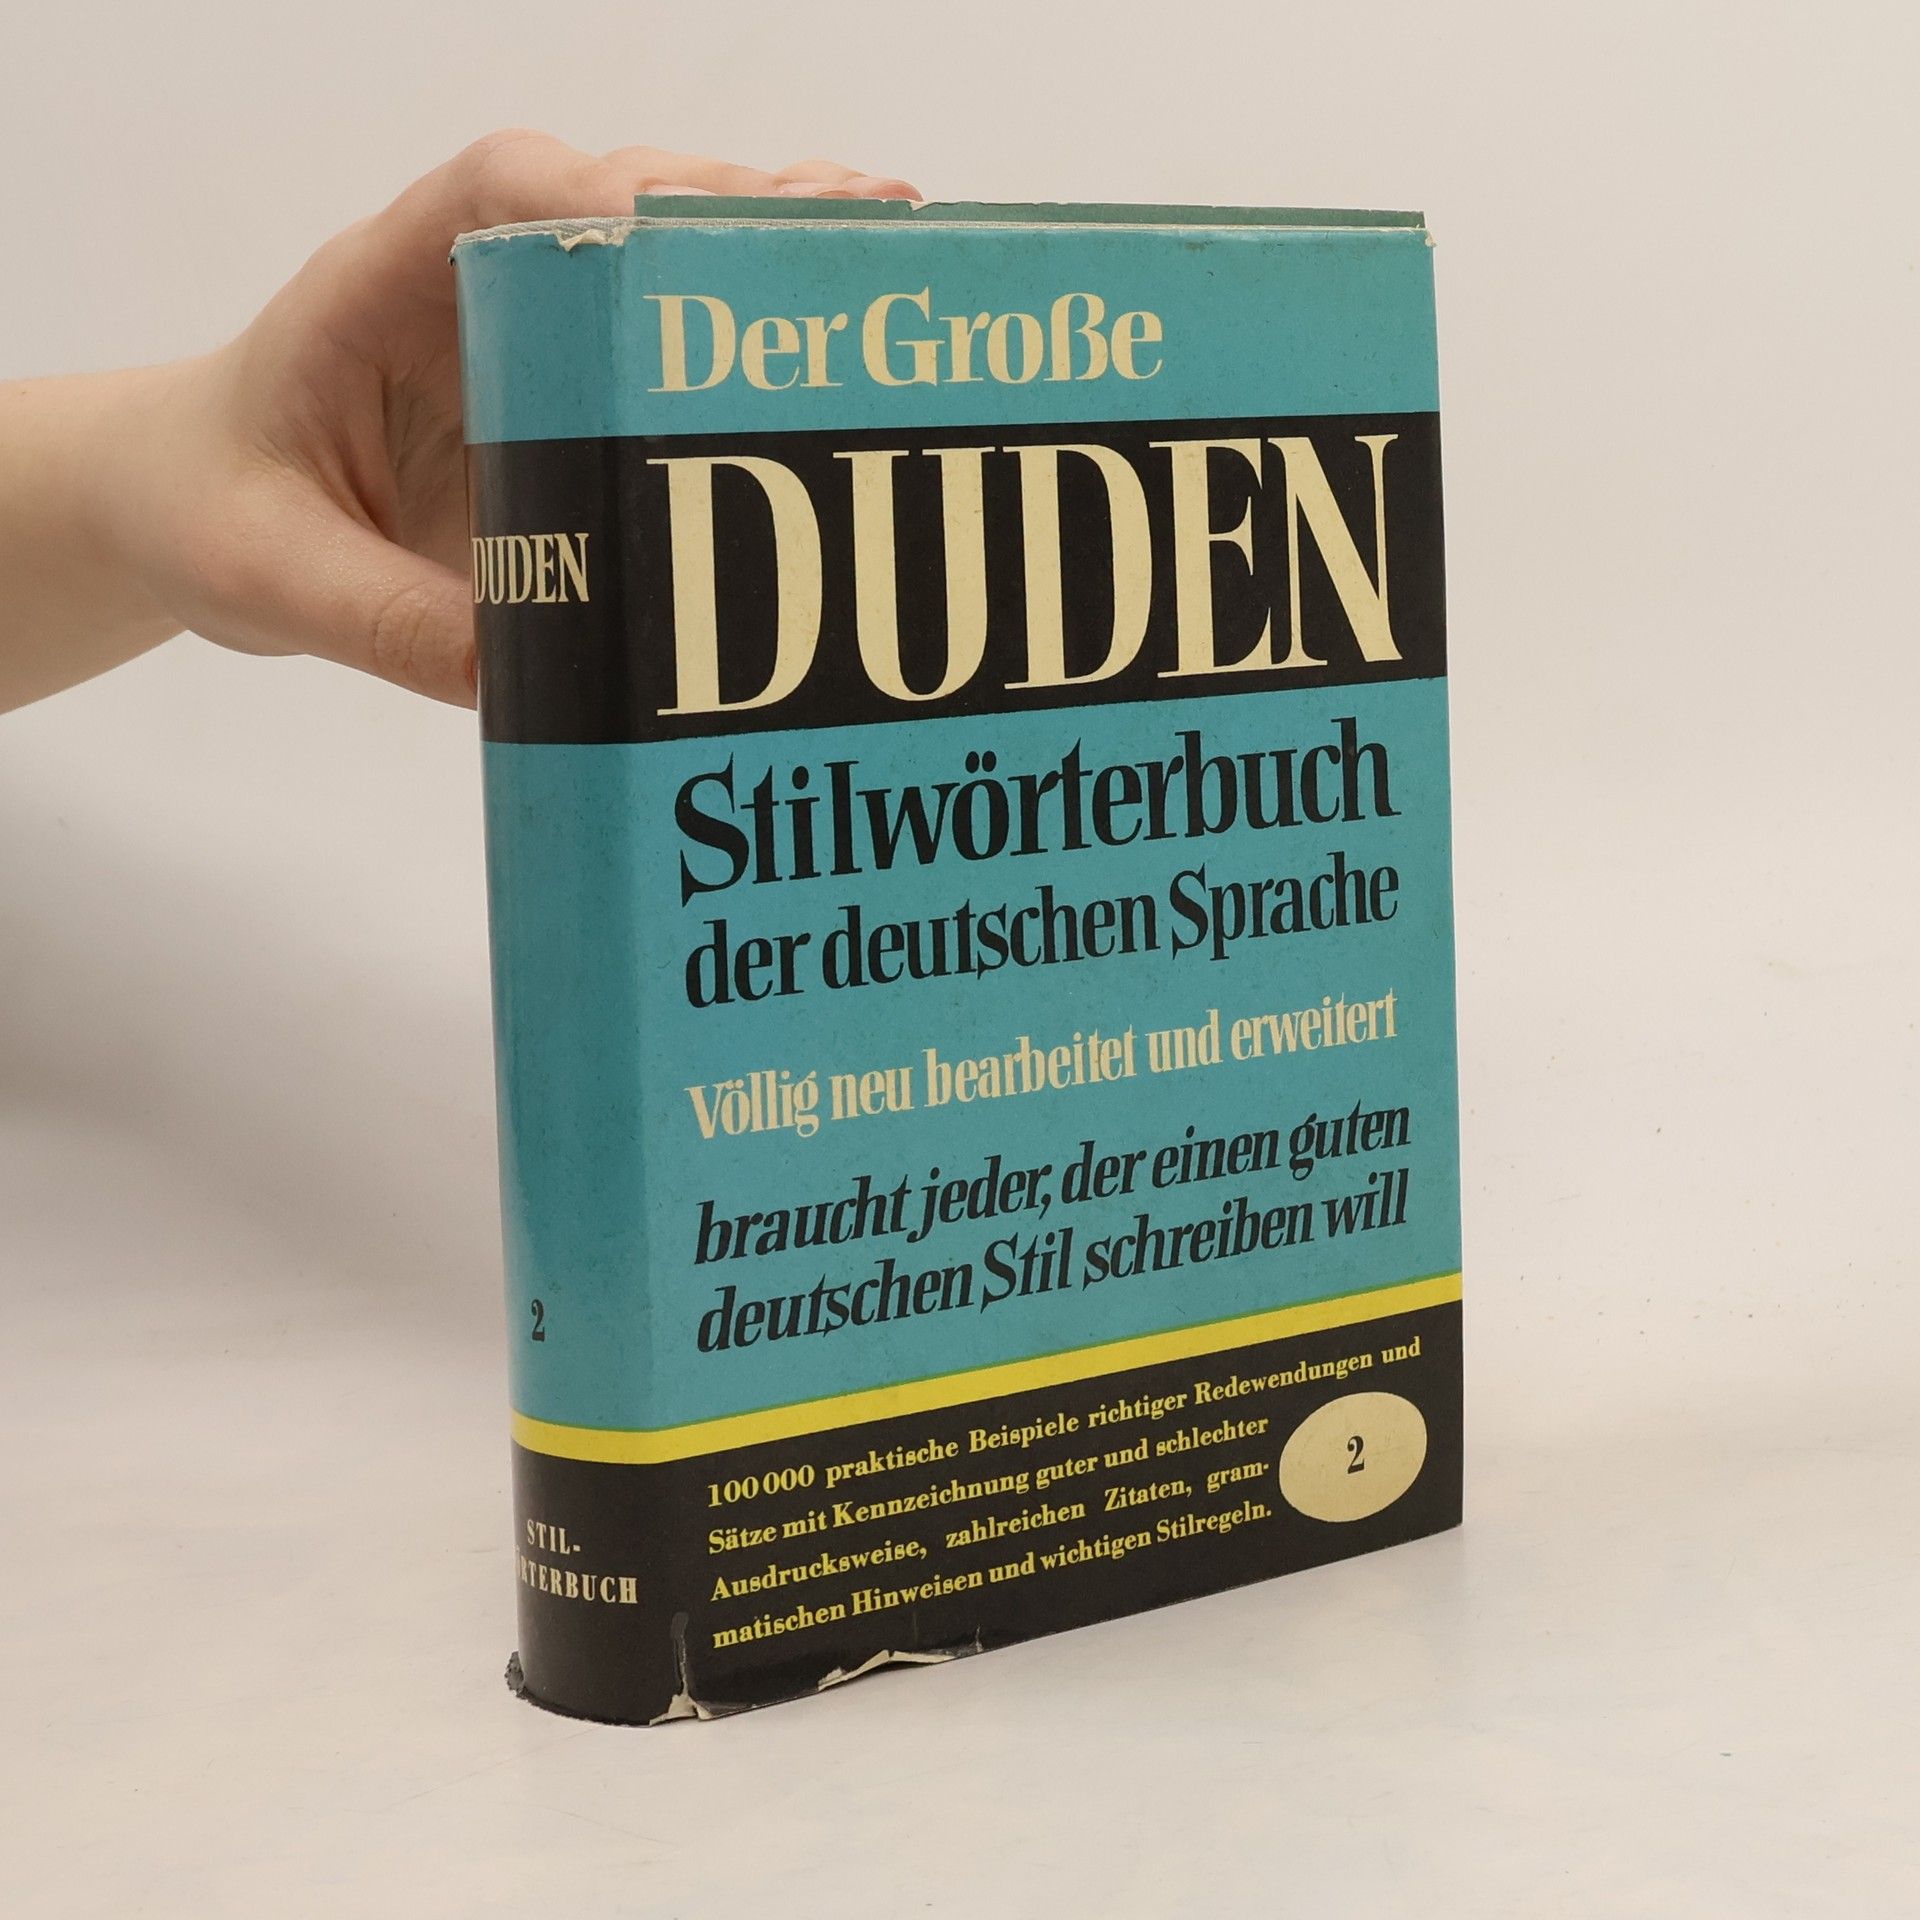 Der Große
DUDEN
Stilwörterbuch
der deutschen Sprache
Völlig neu bearbeitet und erweitert
braucht jeder, der einen guten
deutschen Stil schreiben will
100 000 praktische Beispiele richtiger Redewendungen und
Sätze mit Kennzeichnung guter und schlechter
Ausdrucksweise, zahlreichen Zitaten, gram-
matischen Hinweisen und wichtigen Stilregeln.
2
DUDEN
2
STIL-
ÖRTERBUCH